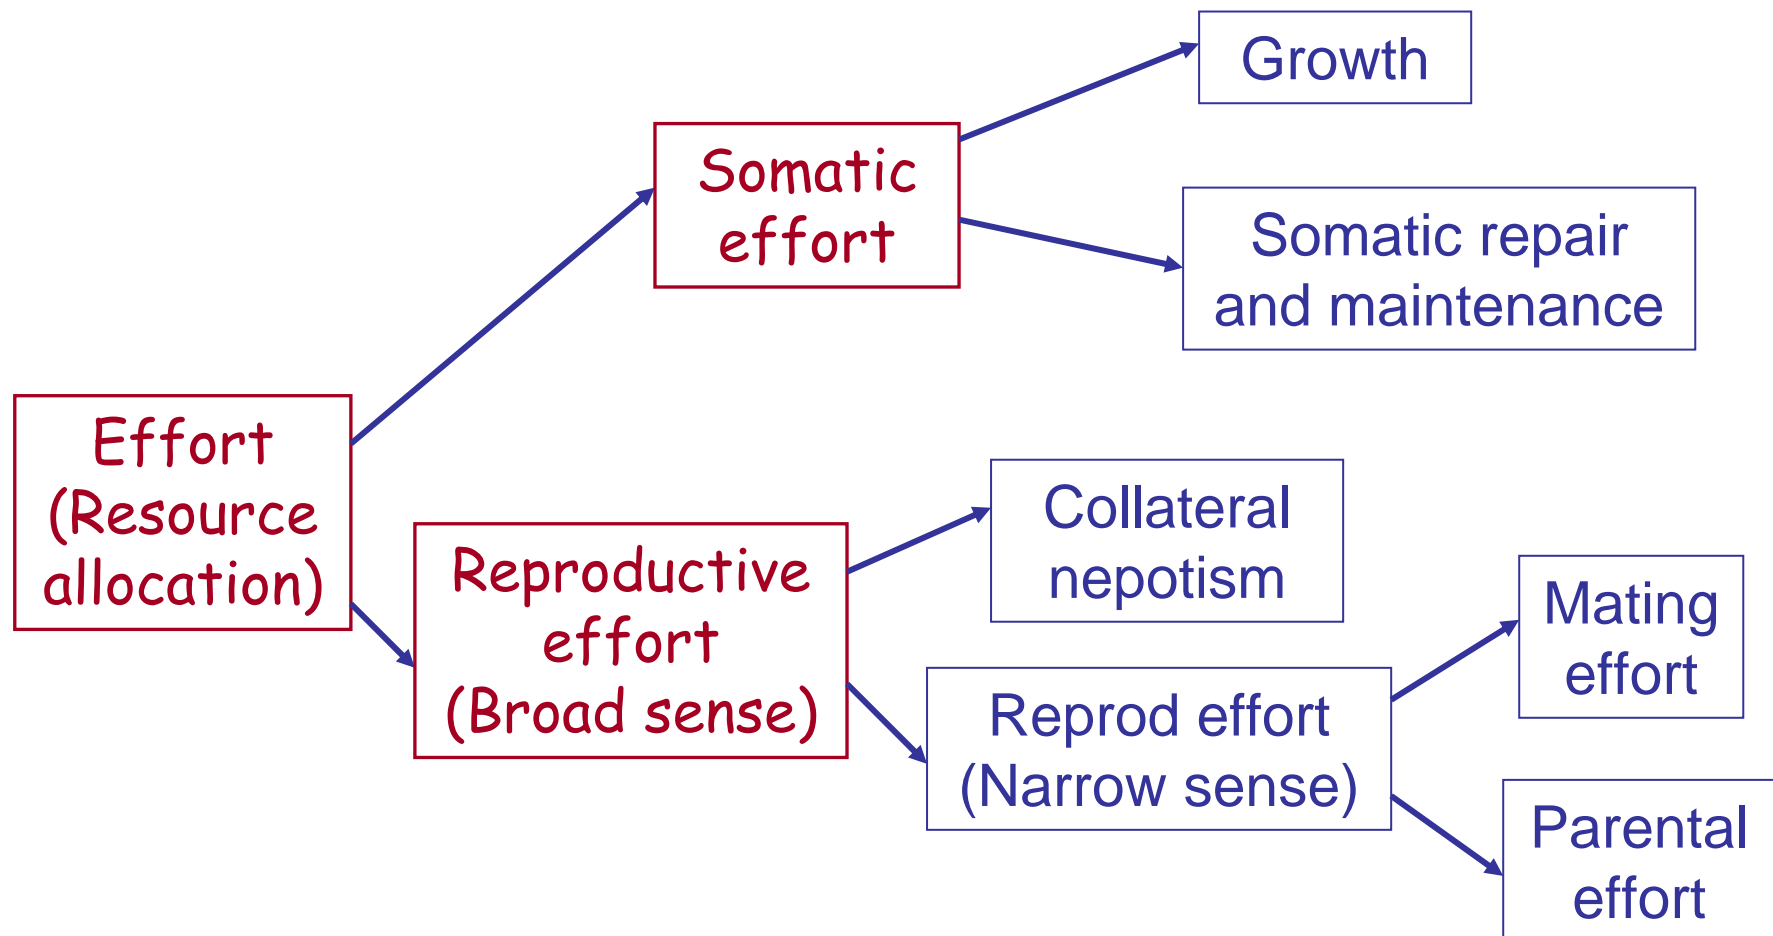 Growth
Somatic
effort
Somatic repair
and maintenance
Effort
(Resource
allocation)
Reproductive
effort
(Broad sense)
Collateral
nepotism
Reprod effort
(Narrow sense)
Mating
effort
Parental
effort